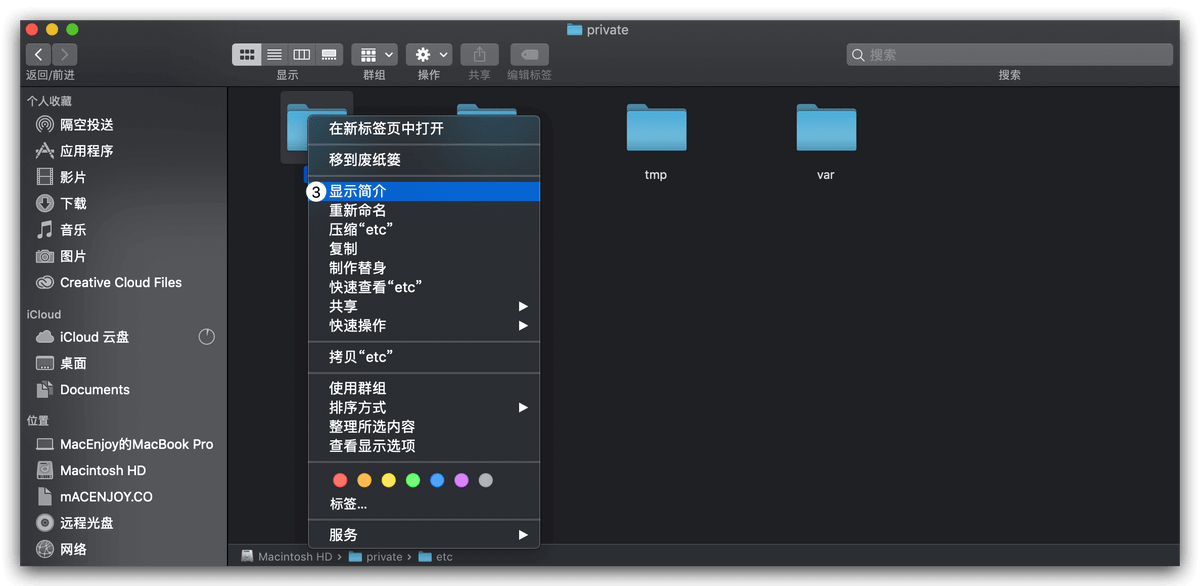 private
返回/前进
显示
群组
操作
共享
编辑标签
搜索
搜索
个人收藏
隔空投送
应用程序
影片
下载
音乐
图片
Creative Cloud Files
iCloud
iCloud 云盘
桌面
Documents
位置
MacEnjoy的MacBook Pro
Macintosh HD
mACENJOY.CO
远程光盘
网络
在新标签页中打开
移到废纸篓
3 显示简介
重新命名
压缩“etc”
复制
制作替身
快速查看“etc”
共享
快速操作
拷贝“etc”
使用群组
排序方式
整理所选内容
查看显示选项
标签...
服务
tmp
var
Macintosh HD › private › etc